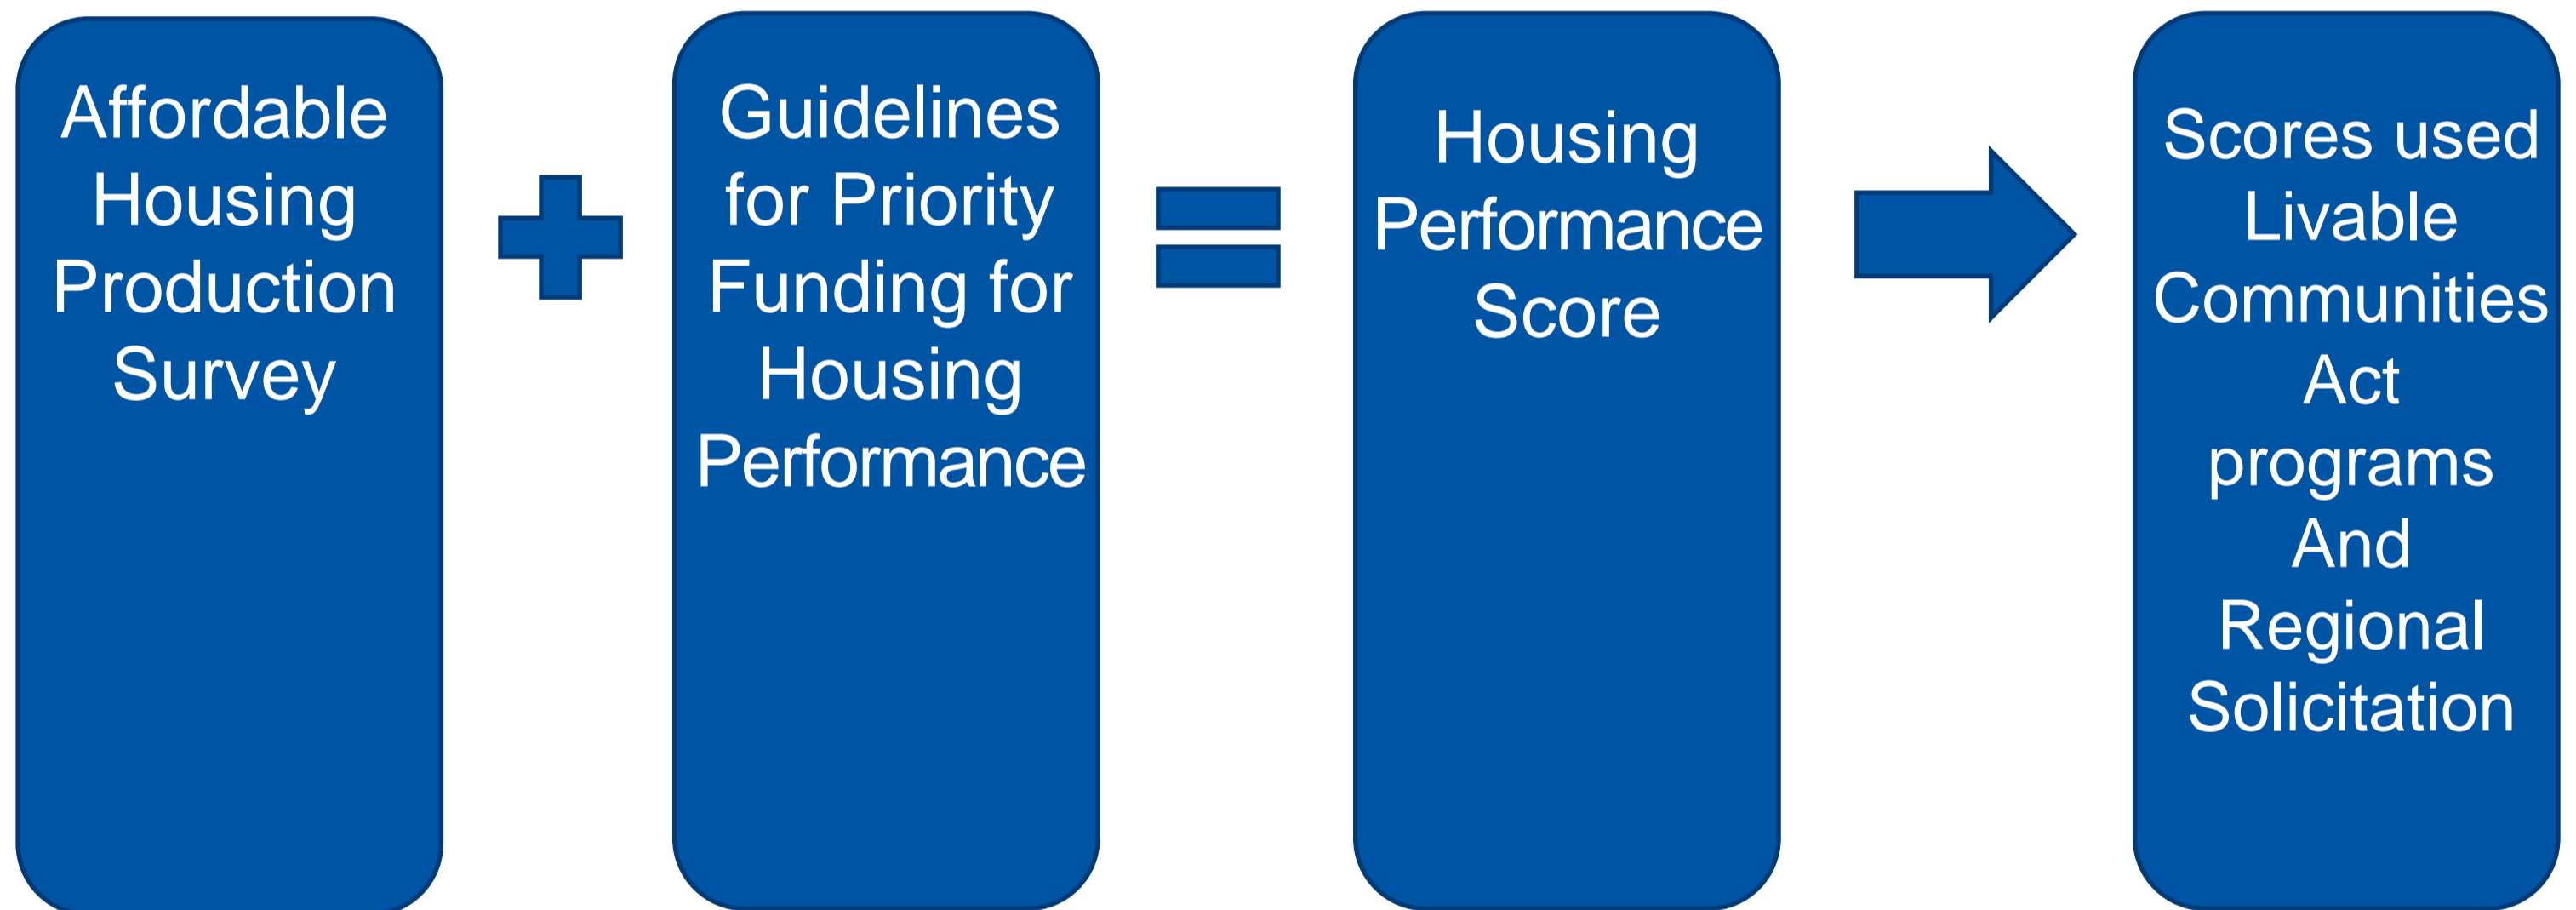 Affordable
Housing
Production
Survey
Guidelines
for Priority
Funding for
Housing
Performance
Housing
Performance
Score
Scores used
Livable
Communities
Act
programs
And
Regional
Solicitation